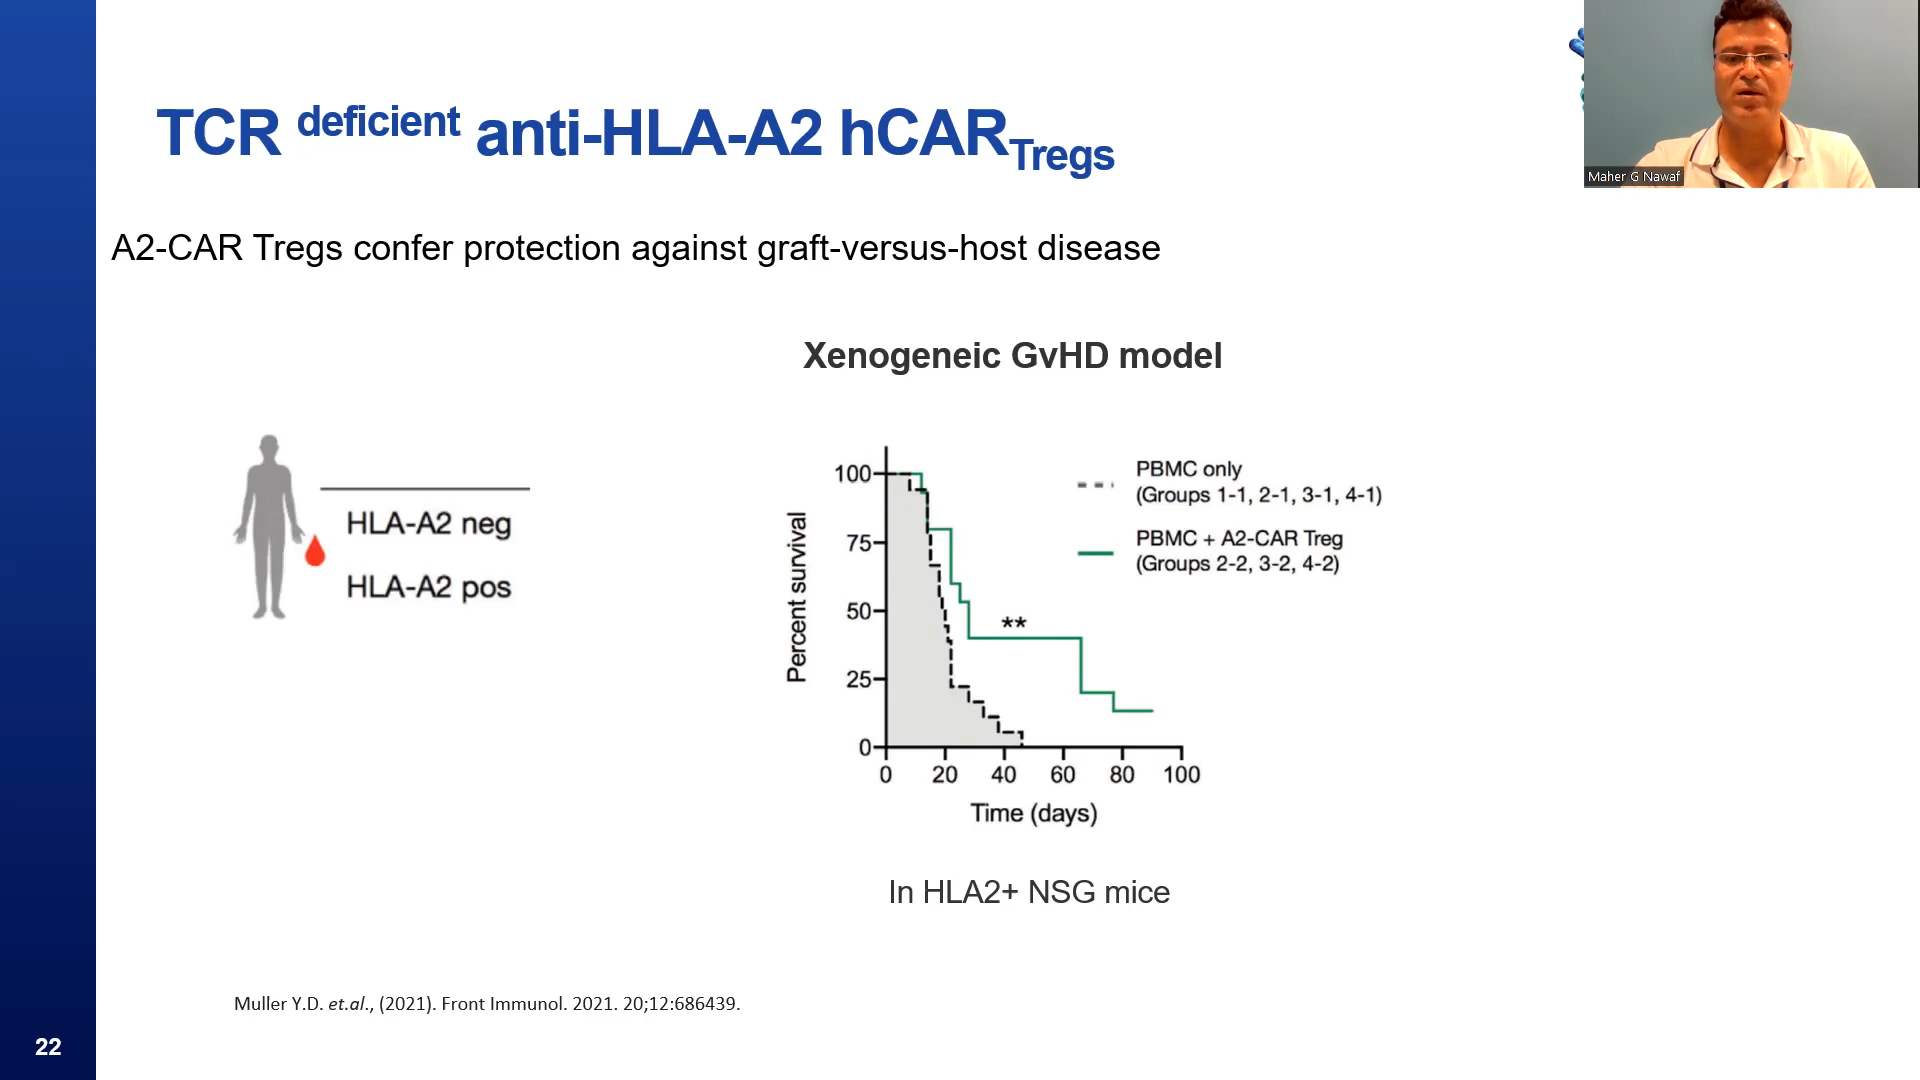 TCR deficient anti-HLA-A2 hCARTregs
Maher G Nawaf
A2-CAR Tregs confer protection against graft-versus-host disease
Xenogeneic GvHD model
HLA-A2 neg
HLA-A2 pos
Percent survival
100
75
50
25
0
**
0 20 40 60 80 100
Time (days)
PBMC only
(Groups 1-1, 2-1, 3-1, 4-1)
PBMC + A2-CAR Treg
(Groups 2-2, 3-2, 4-2)
In HLA2+ NSG mice
Muller Y.D. et.al., (2021). Front Immunol. 2021. 20;12:686439.
22